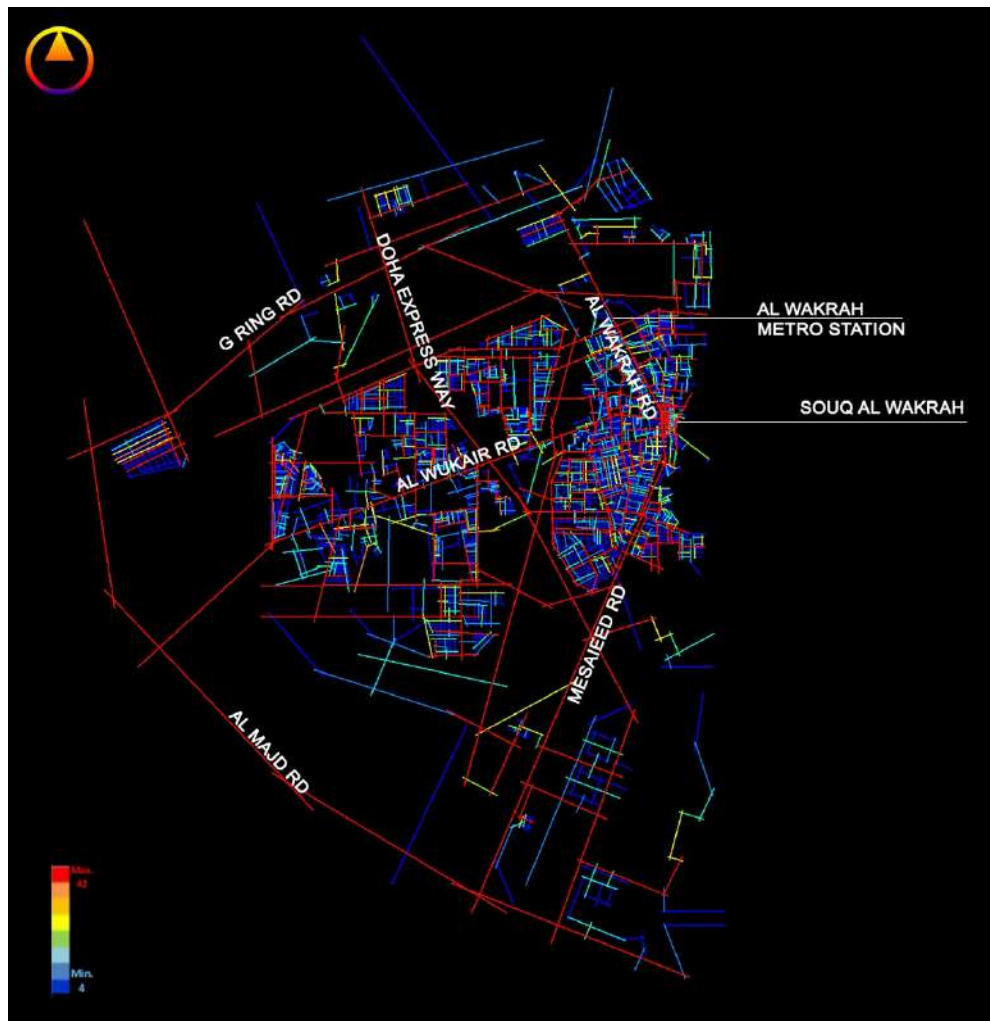 DOHA EXPRESS WAY
G RING RD
AL WAKRAH RD
AL WAKRAH
METRO STATION
SOUQ AL WAKRAH
AL WUKAIR RD
MESAIEED RD
AL MAJD RD
Max.
42
Min.
4